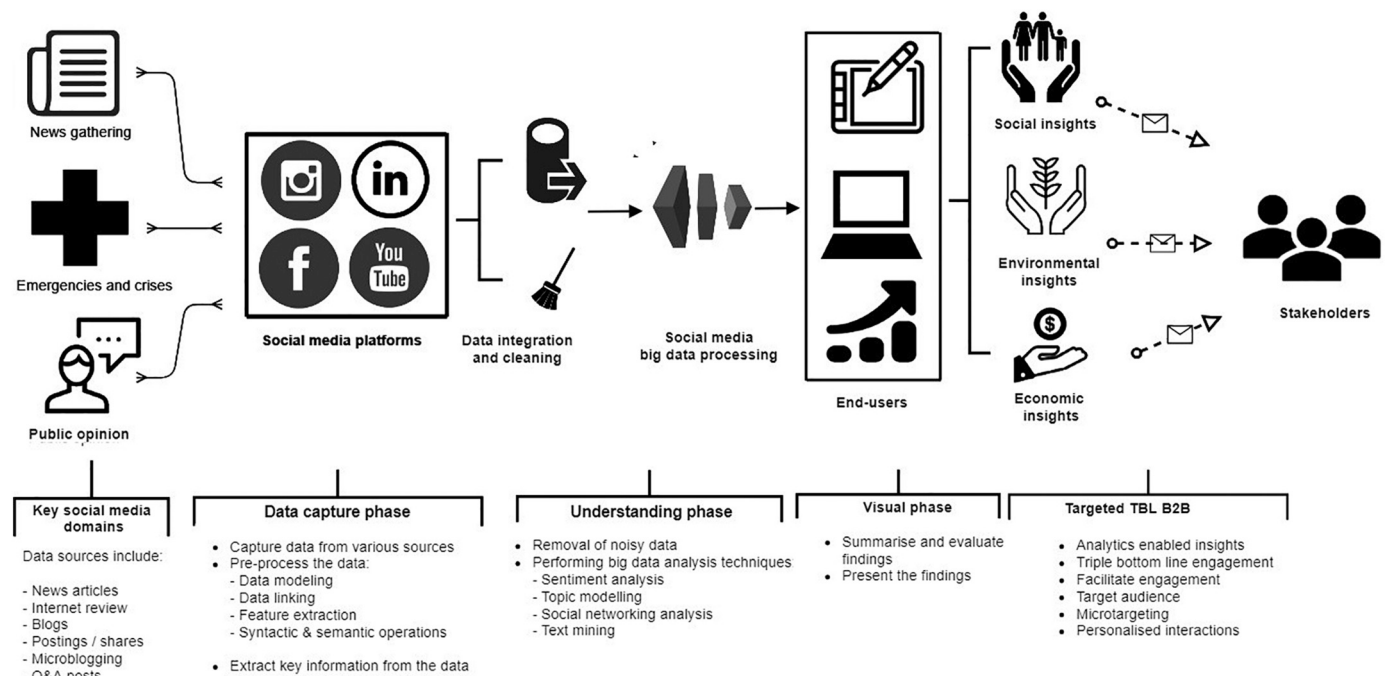 News gathering
Emergencies and crises
Public opinion
in
f
You
Tube
Social media platforms
Data integration
and cleaning
Social media
big data processing
End-users
Social insights
Environmental
insights
$
Economic
insights
Stakeholders
Key social media
domains
Data sources include:
- News articles
- Internet review
- Blogs
- Postings / shares
- Microblogging
- Q&A posts
Data capture phase
• Capture data from various sources
• Pre-process the data:
- Data modeling
- Data linking
- Feature extraction
- Syntactic & semantic operations
• Extract key information from the data
Understanding phase
• Removal of noisy data
• Performing big data analysis techniques
- Sentiment analysis
- Topic modelling
- Social networking analysis
- Text mining
Visual phase
• Summarise and evaluate
findings
• Present the findings
Targeted TBL B2B
• Analytics enabled insights
• Triple bottom line engagement
• Facilitate engagement
• Target audience
• Microtargeting
• Personalised interactions